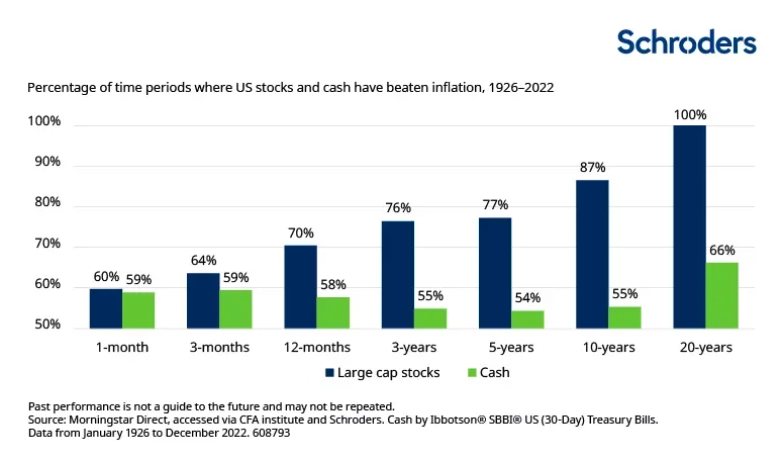 Schroders
Percentage of time periods where US stocks and cash have beaten inflation, 1926–2022
100%
90%
80%
70%
60%
50%
60% 59%
64% 59%
70% 58%
76% 55%
77% 54%
87% 55%
100% 66%
1-month 3-months 12-months 3-years 5-years 10-years 20-years
Large cap stocks Cash
Past performance is not a guide to the future and may not be repeated.
Source: Morningstar Direct, accessed via CFA institute and Schroders. Cash by Ibbotson® SBBI® US (30-Day) Treasury Bills.
Data from January 1926 to December 2022. 608793